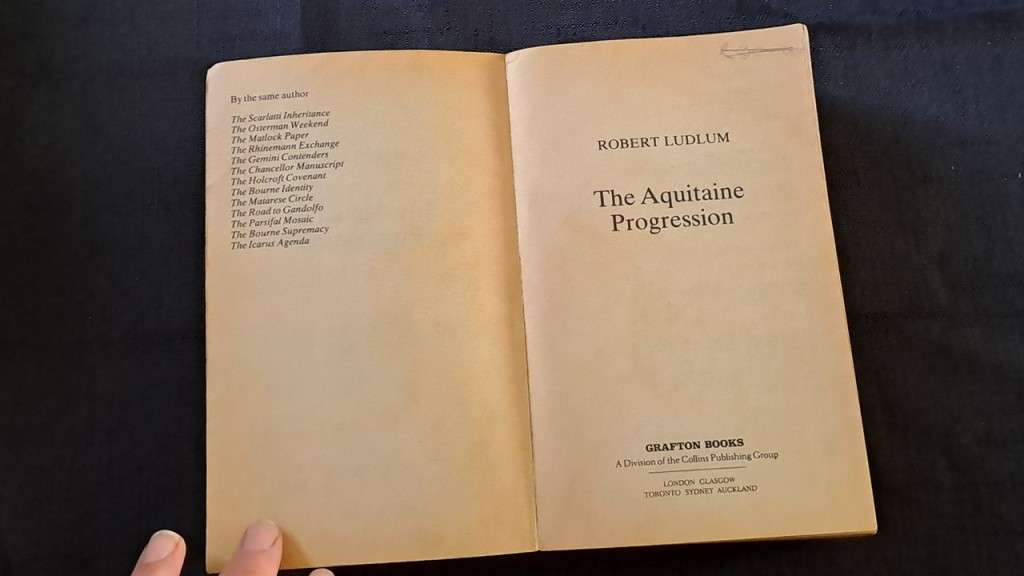 By the same author
The Scarlatti Inheritance
The Osterman Weekend
The Matlock Paper
The Rhinemann Exchange
The Gemini Contenders
The Chancellor Manuscript
The Holcroft Covenant
The Bourne Identity
The Matarese Circle
The Road to Gandolfo
The Parsifal Mosaic
The Bourne Supremacy
The Icarus Agenda
ROBERT LUDLUM
The Aquitaine
Progression
GRAFTON BOOKS
A Division of the Collins Publishing Group
LONDON GLASGOW
TORONTO SYDNEY AUCKLAND